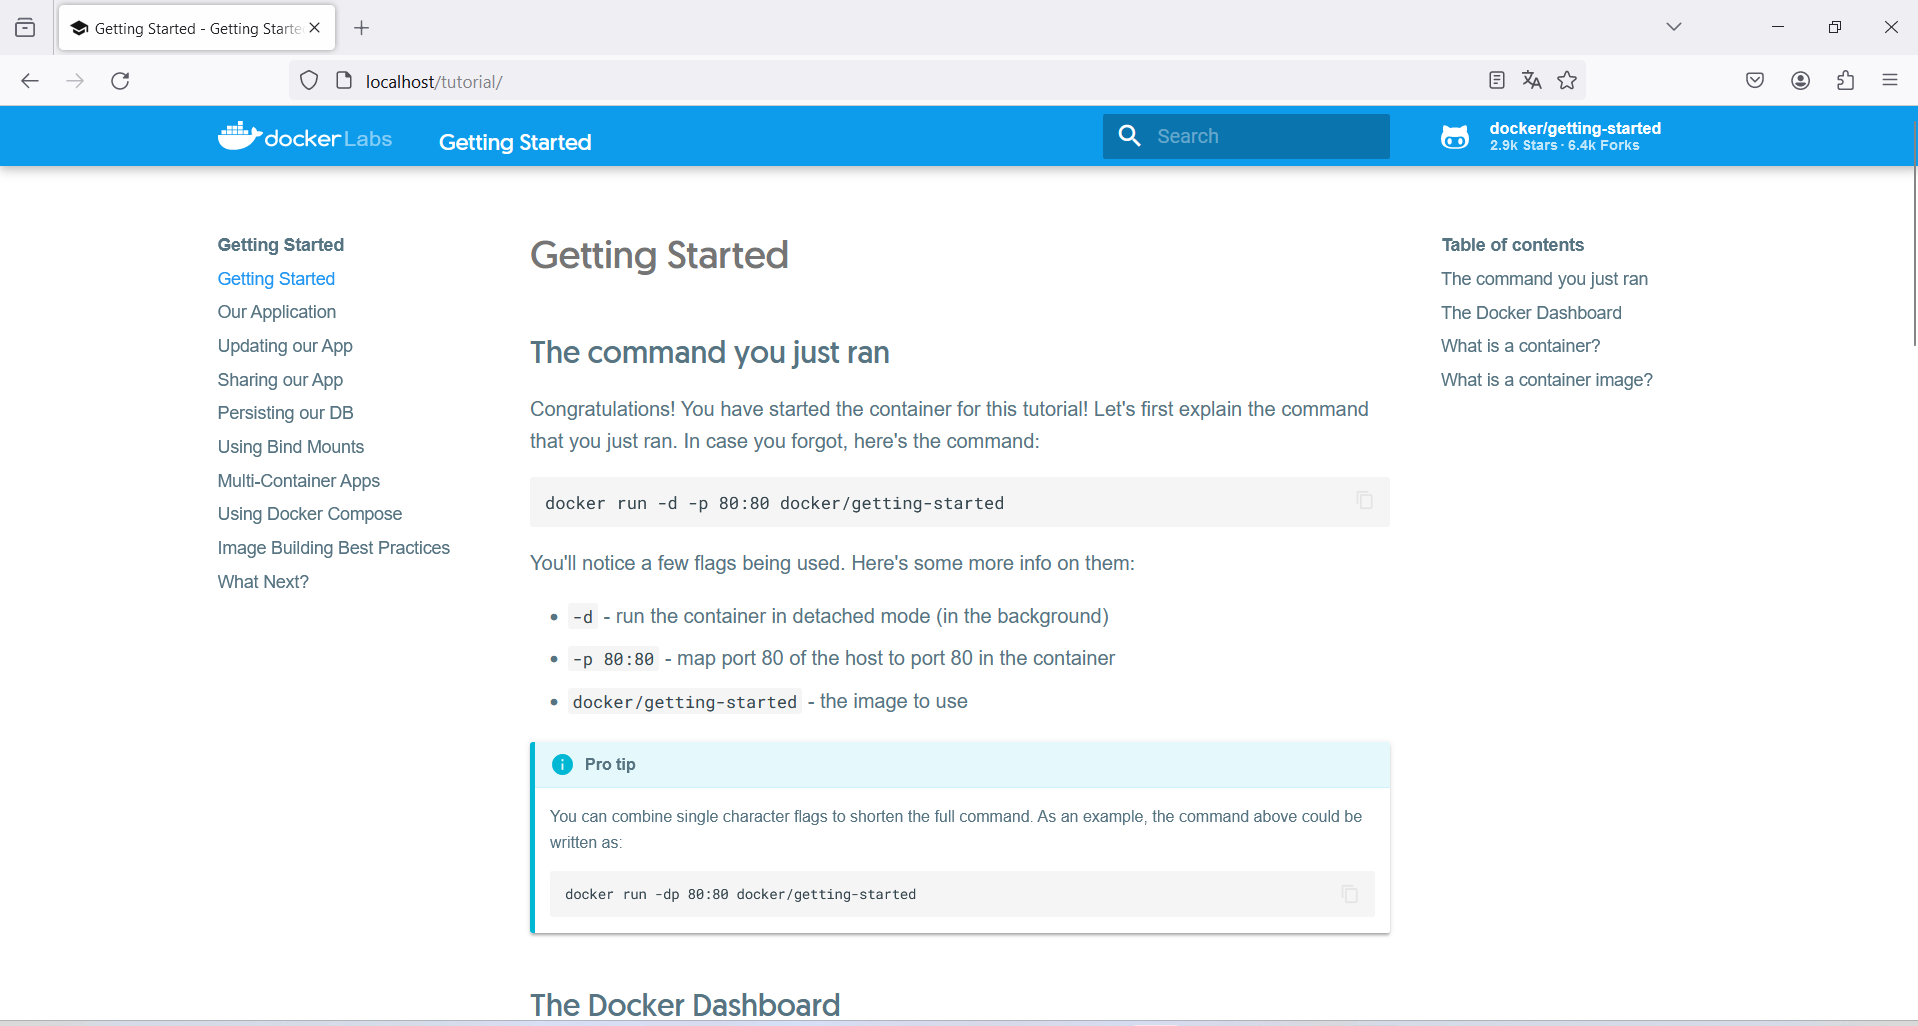 Getting Started - Getting Starte
localhost/tutorial/
docker Labs
Getting Started
Search
docker/getting-started
2.9k Stars · 6.4k Forks
Getting Started
Getting Started
Our Application
Updating our App
Sharing our App
Persisting our DB
Using Bind Mounts
Multi-Container Apps
Using Docker Compose
Image Building Best Practices
What Next?
Getting Started
The command you just ran
Congratulations! You have started the container for this tutorial! Let's first explain the command
that you just ran. In case you forgot, here's the command:
docker run -d -p 80:80 docker/getting-started
You'll notice a few flags being used. Here's some more info on them:
-d - run the container in detached mode (in the background)
-p 80:80 - map port 80 of the host to port 80 in the container
docker/getting-started - the image to use
Pro tip
You can combine single character flags to shorten the full command. As an example, the command above could be
written as:
docker run -dp 80:80 docker/getting-started
The Docker Dashboard
Table of contents
The command you just ran
The Docker Dashboard
What is a container?
What is a container image?